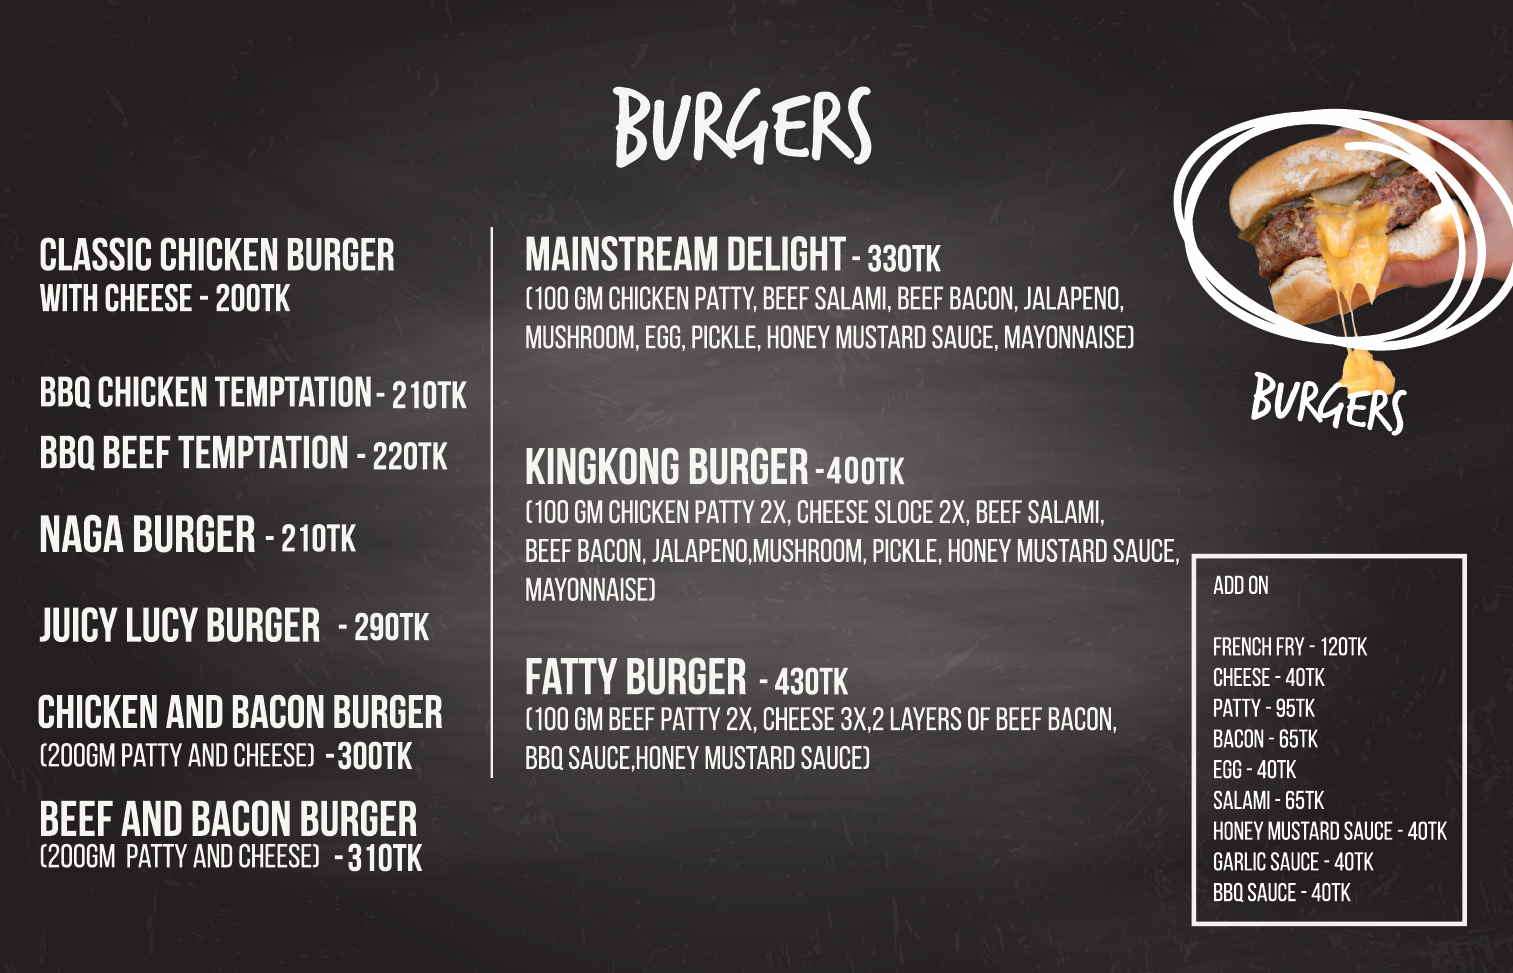 BURGERS
CLASSIC CHICKEN BURGER
WITH CHEESE - 200TK
BBQ CHICKEN TEMPTATION - 210TK
BBQ BEEF TEMPTATION - 220TK
NAGA BURGER - 210TK
JUICY LUCY BURGER - 290TK
CHICKEN AND BACON BURGER
(200GM PATTY AND CHEESE) -300TK
BEEF AND BACON BURGER
(200GM PATTY AND CHEESE) -310TK
MAINSTREAM DELIGHT - 330TK
(100 GM CHICKEN PATTY, BEEF SALAMI, BEEF BACON, JALAPENO,
MUSHROOM, EGG, PICKLE, HONEY MUSTARD SAUCE, MAYONNAISE)
KINGKONG BURGER -400TK
(100 GM CHICKEN PATTY 2X, CHEESE SLOCE 2X, BEEF SALAMI,
BEEF BACON, JALAPENO,MUSHROOM, PICKLE, HONEY MUSTARD SAUCE,
MAYONNAISE)
FATTY BURGER - 430TK
(100 GM BEEF PATTY 2X, CHEESE 3X,2 LAYERS OF BEEF BACON,
BBQ SAUCE,HONEY MUSTARD SAUCE)
BURGERS
ADD ON
FRENCH FRY - 120TK
CHEESE - 40TK
PATTY - 95TK
BACON - 65TK
EGG - 40TK
SALAMI - 65TK
HONEY MUSTARD SAUCE - 40TK
GARLIC SAUCE - 40TK
BBQ SAUCE - 40TK